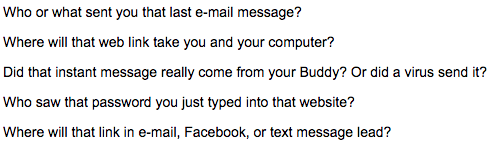 Who or what sent you that last e-mail message?
Where will that web link take you and your computer?
Did that instant message really come from your Buddy? Or did a virus send it?
Who saw that password you just typed into that website?
Where will that link in e-mail, Facebook, or text message lead?